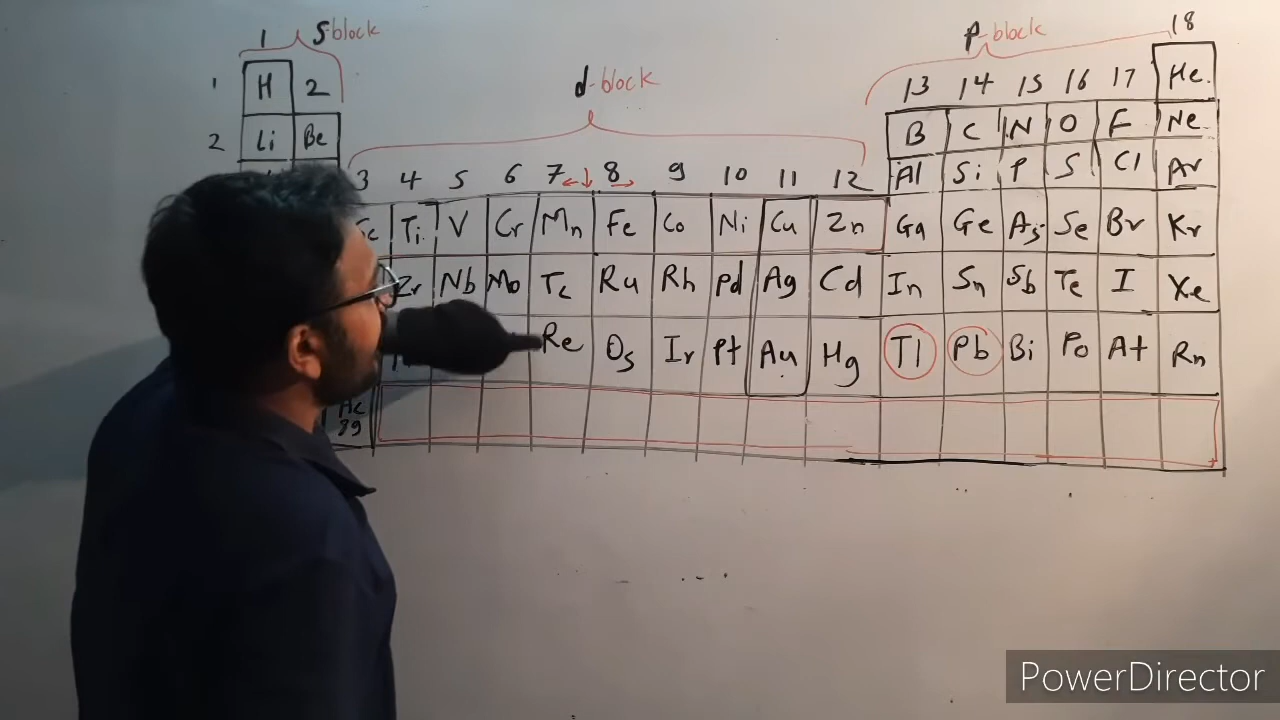 1 S-block p-block 18
1 H 2 d-block 13 14 15 16 17 He
2 Li Be B C N O F Ne
3 4 5 6 7 8 9 10 11 12 Al Si P S Cl Ar
Ti V Cr Mn Fe Co Ni Cu Zn Ga Ge As Se Br Kr
Zr Nb Mo Tc Ru Rh Pd Ag Cd In Sn Sb Te I Xe
Re Os Ir Pt Au Hg Tl Pb Bi Po At Rn
Ac
89
PowerDirector